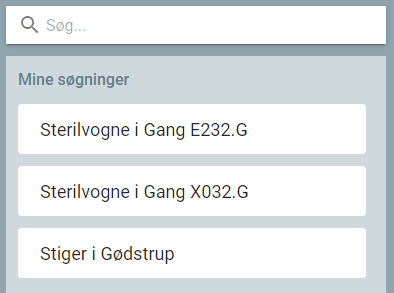 Søg...
Mine søgninger
Sterilvogne i Gang E232.G
Sterilvogne i Gang X032.G
Stiger i Gødstrup